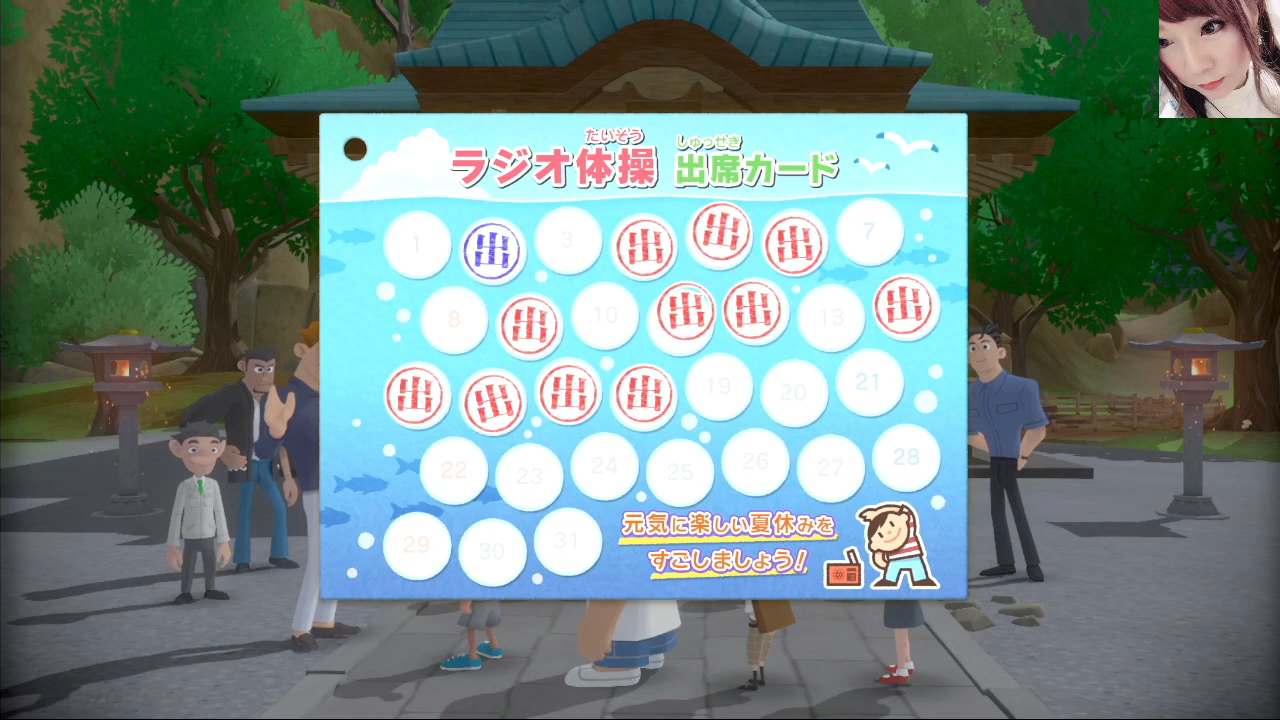 たいそう しゅっせき
ラジオ体操 出席カード
1 出 3 出 出 出 7
8 出 10 出 出 13 出
出 出 出 出 19 20 21
22 23 24 25 26 27 28
29 30 31
元気に楽しい夏休みを
すごしましょう!